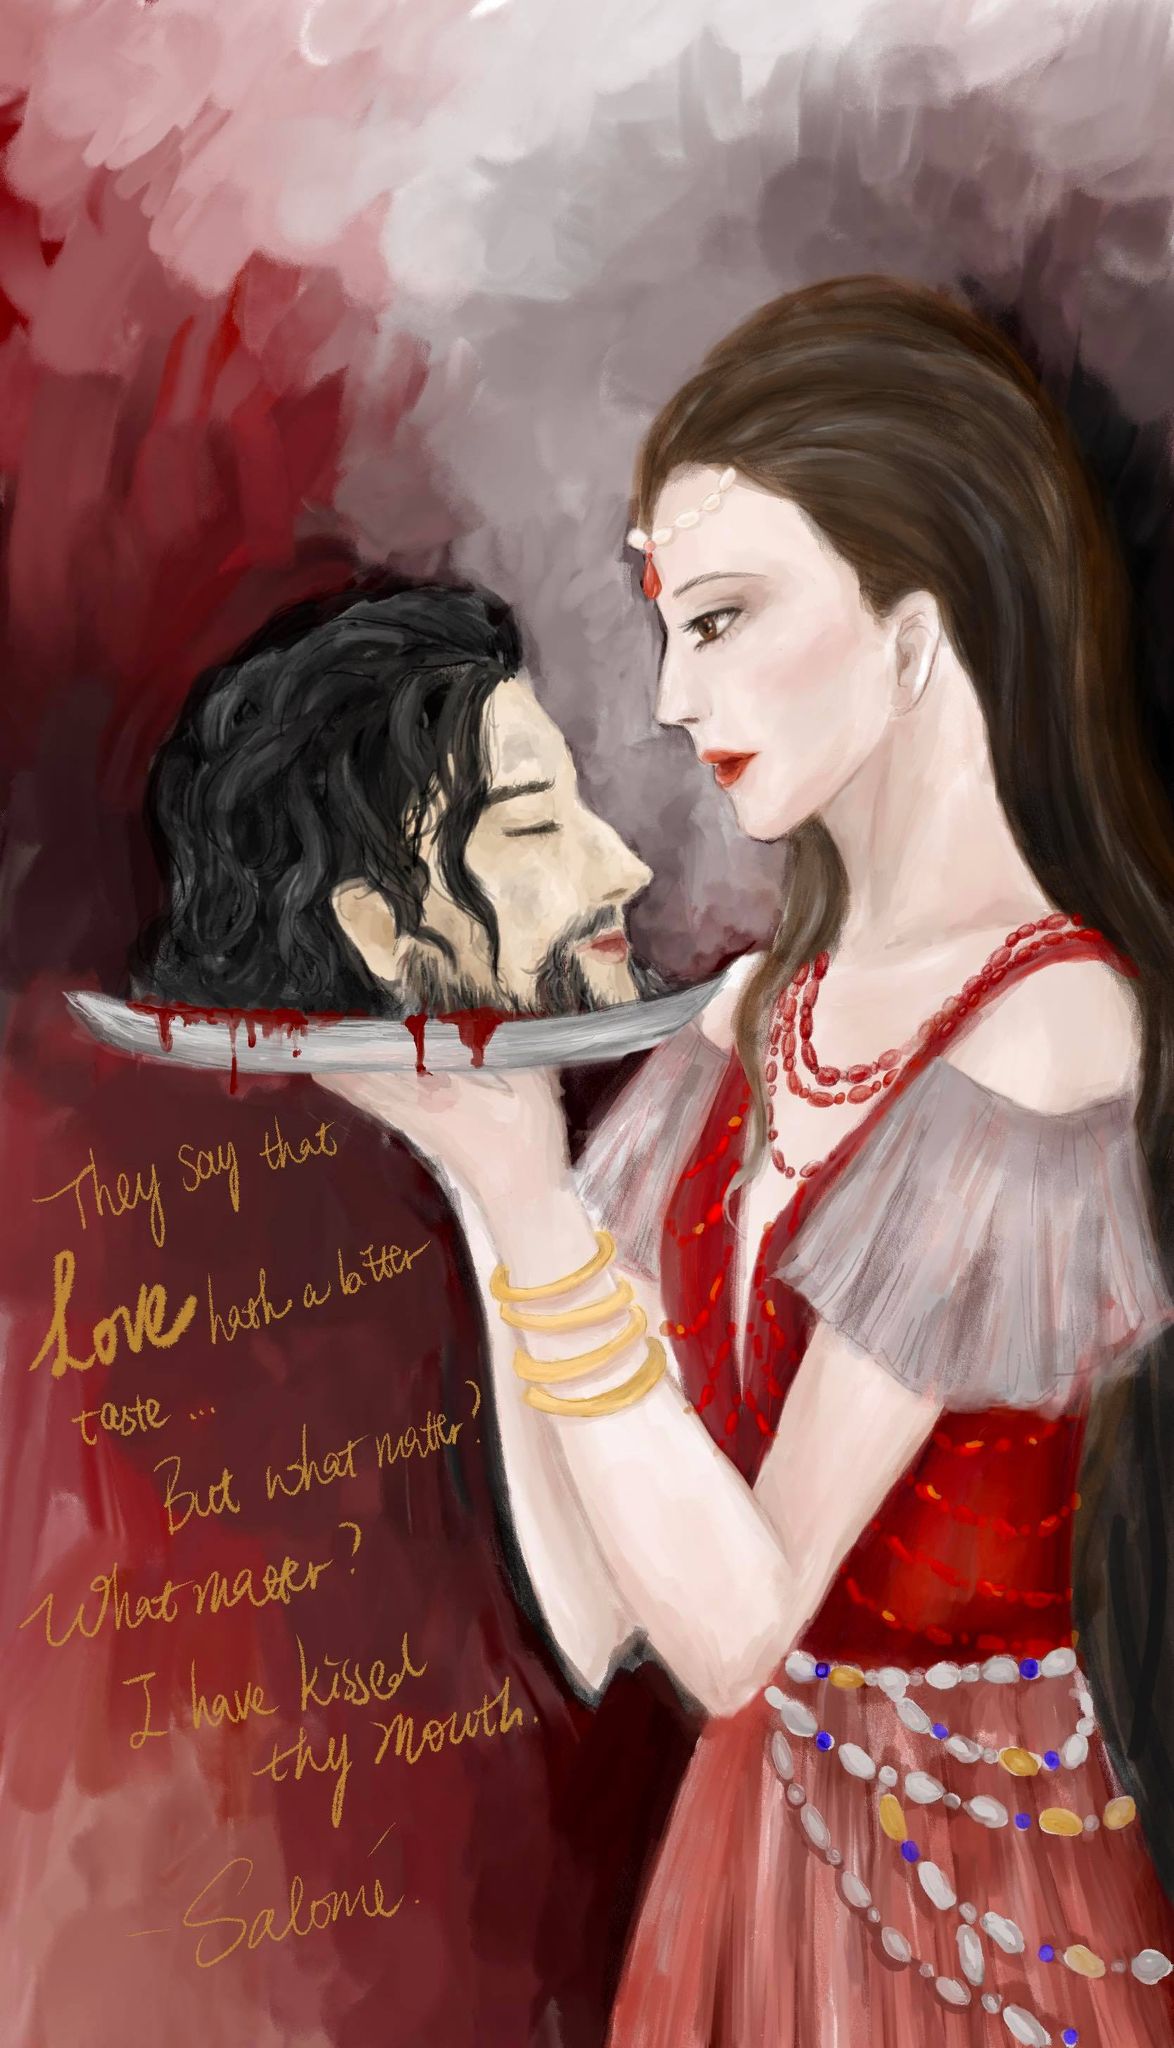 They say that
Love hath a bitter
taste ...
But what matter?
What matter?
I have kissed
thy mouth.
- Salomé.